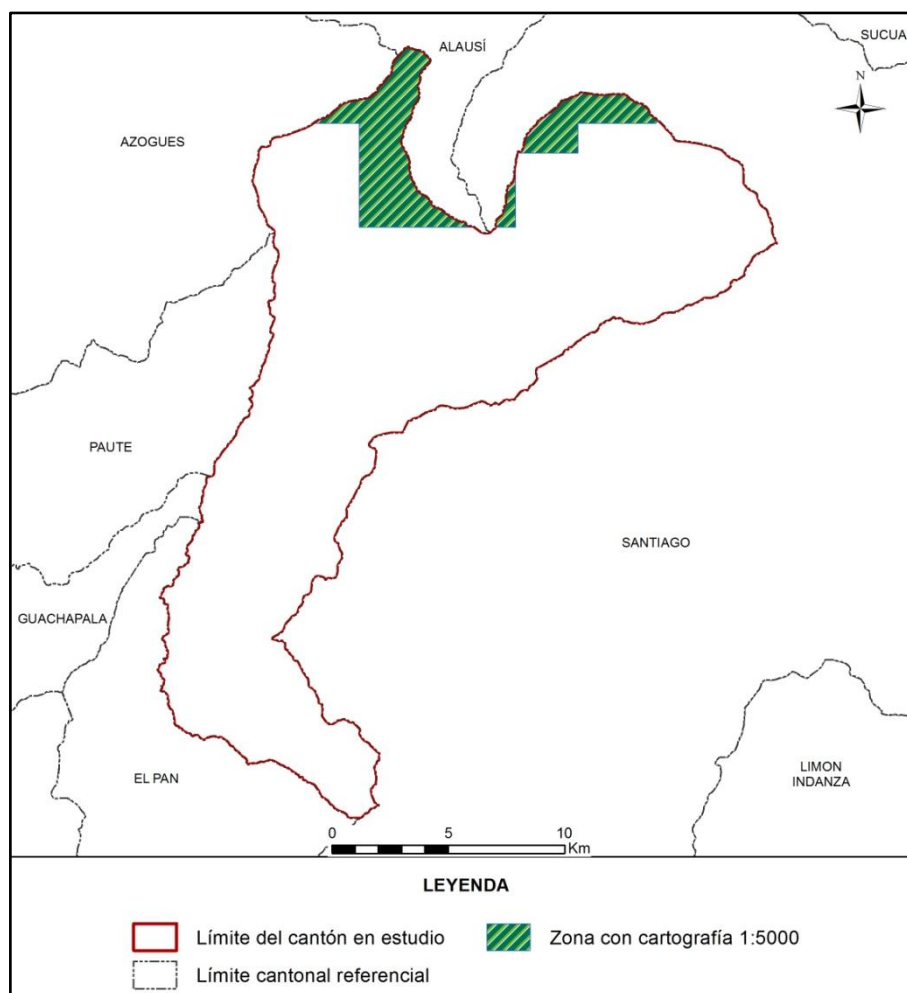 ALAUSÍ
SUCUA
N
AZOGUES
PAUTE
SANTIAGO
GUACHAPALA
EL PAN
LIMON
INDANZA
0 5 10
Km
LEYENDA
Límite del cantón en estudio
Zona con cartografía 1:5000
Límite cantonal referencial